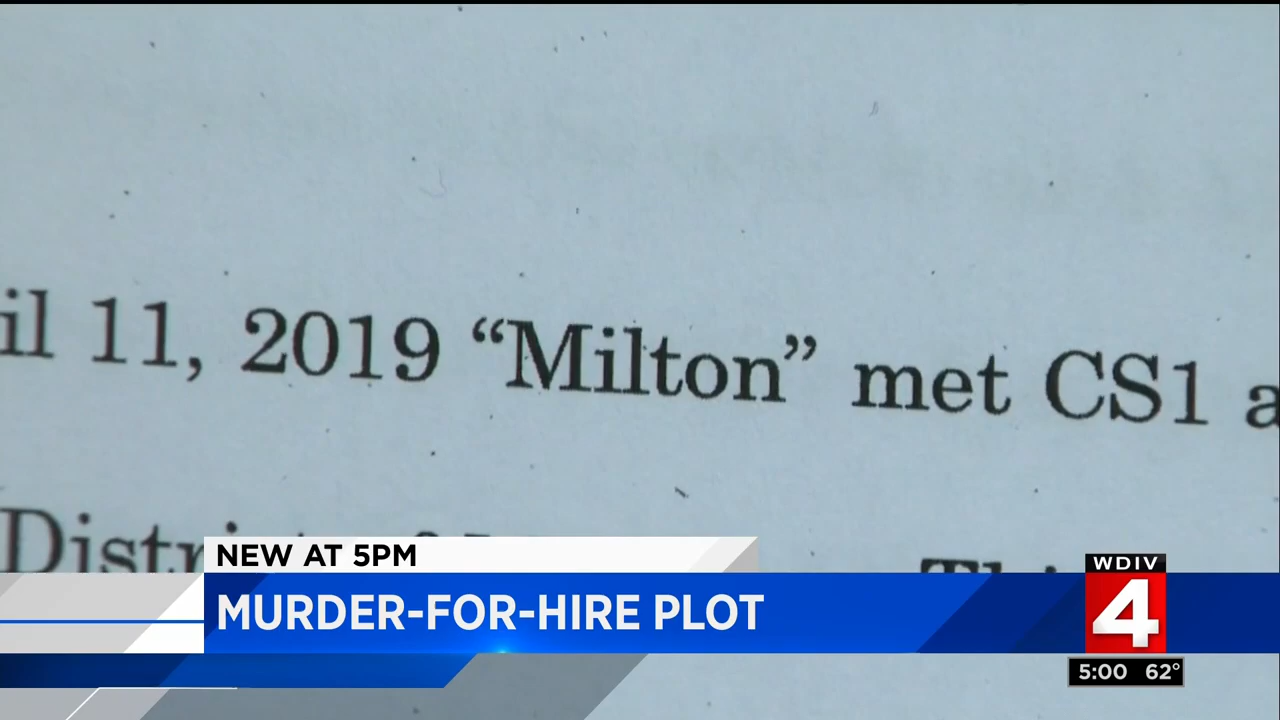 il 11, 2019 “Milton” met CS1 a
NEW AT 5PM
MURDER-FOR-HIRE PLOT
WDIV
4
5:00 62°